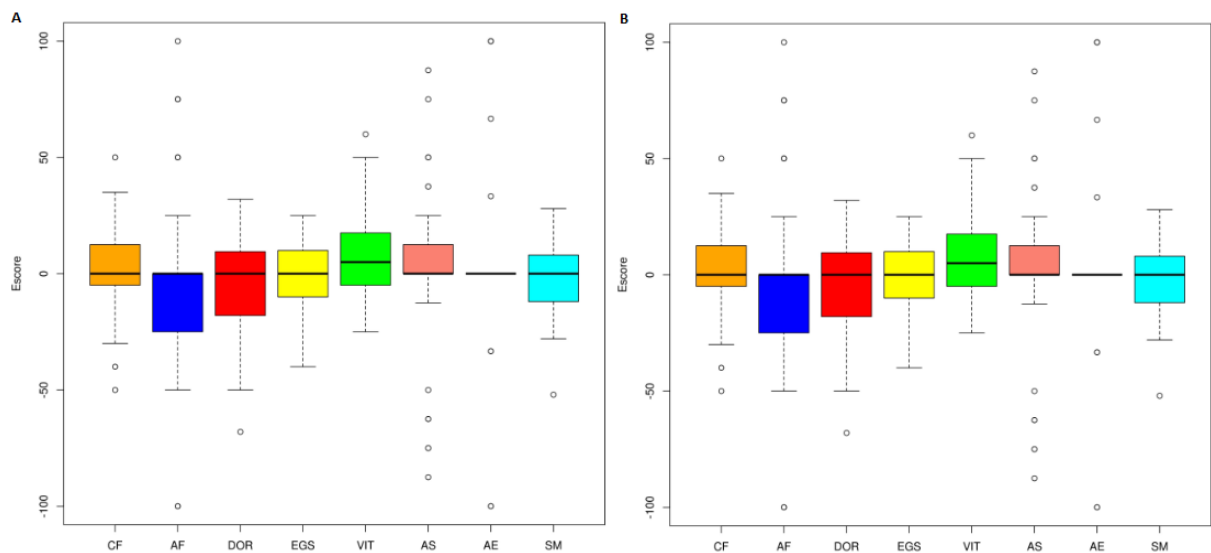 A
Escore
100
50
0
-50
-100
CF AF DOR EGS VIT AS AE SM
B
Escore
100
50
0
-50
-100
CF AF DOR EGS VIT AS AE SM